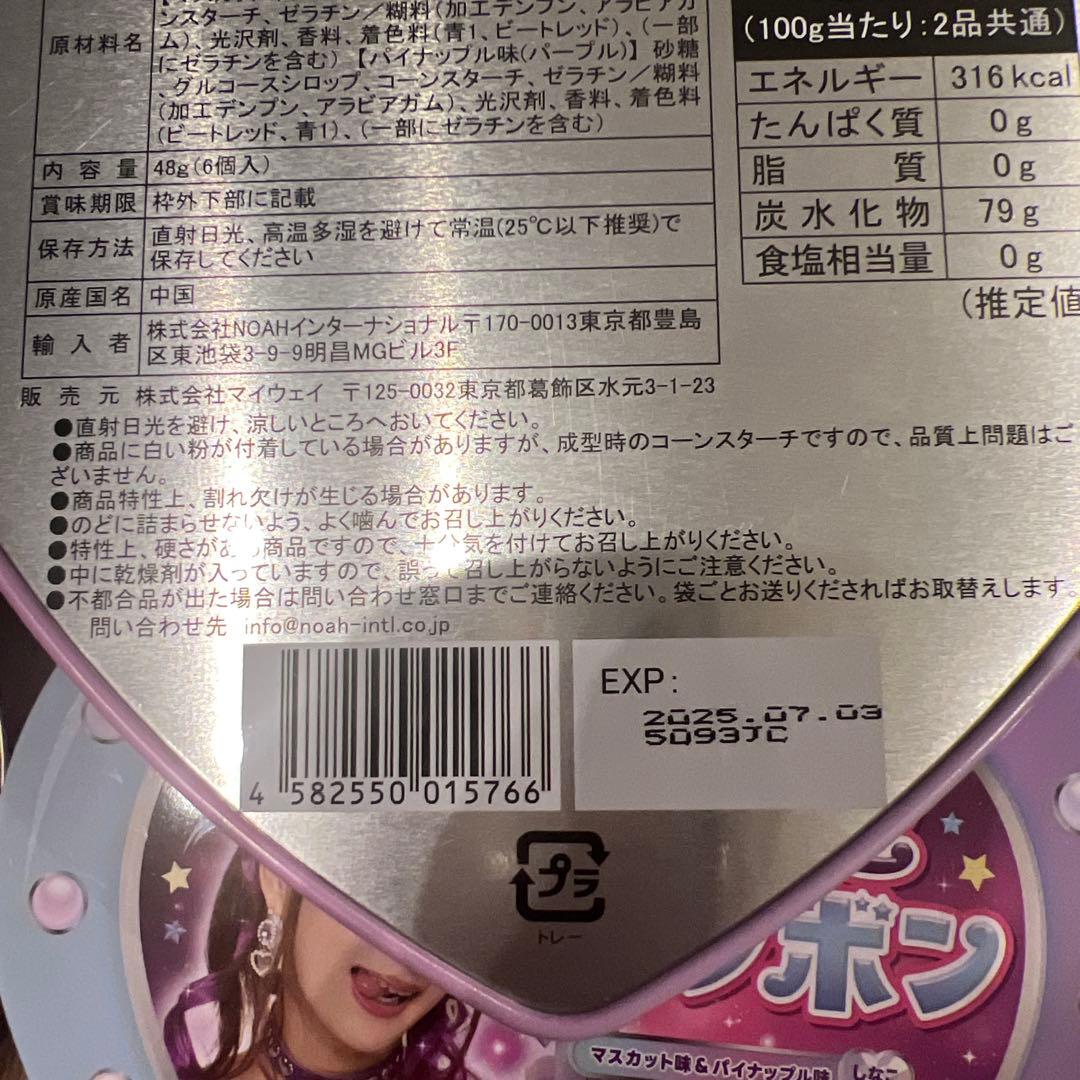 原材料名
ンスターチ、ゼラチン／糊料(加工デンプン、アラビアガ
ム)、光沢剤、香料、着色料(青1、ビートレッド)、(一部
にゼラチンを含む)【パイナップル味(パープル)】砂糖
、グルコースシロップ、コーンスターチ、ゼラチン／糊料
(加工デンプン、アラビアガム)、光沢剤、香料、着色料
(ビートレッド、青1)、(一部にゼラチンを含む)
内容量 48g(6個入)
賞味期限 枠外下部に記載
保存方法 直射日光、高温多湿を避けて常温(25℃以下推奨)で
保存してください
原産国名 中国
輸入者 株式会社NOAHインターナショナル〒170-0013東京都豊島
区東池袋3-9-9明昌MGビル3F
販売元 株式会社マイウェイ 〒125-0032東京都葛飾区水元3-1-23
(100g当たり:2品共通)
エネルギー 316kcal
たんぱく質 0g
脂質 0g
炭水化物 79g
食塩相当量 0g
(推定値
●直射日光を避け、涼しいところへおいてください。
●商品に白い粉が付着している場合がありますが、成型時のコーンスターチですので、品質上問題はご
ざいません。
●商品特性上、割れ欠けが生じる場合があります。
●のどに詰まらせないよう、よく噛んでお召し上がりください。
●特性上、硬さがある商品ですので、十分気を付けてお召し上がりください。
●中に乾燥剤が入っていますので、誤って召し上がらないようにご注意ください。
●不都合品が出た場合は問い合わせ窓口までご連絡ください。袋ごとお送りくださればお取替えします。
問い合わせ先 info@noah-intl.co.jp
4 582550 015766
EXP:
2025.07.03
5093TC
プラ
トレー
ボン
マスカット味&パイナップル味 しなこ